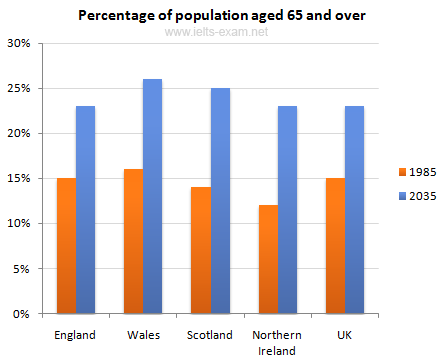 Percentage of population aged 65 and over
www.ielts-exam.net
30%
25%
20%
15%
10%
5%
0%
England
Wales
Scotland
Northern
Ireland
UK
1985
2035